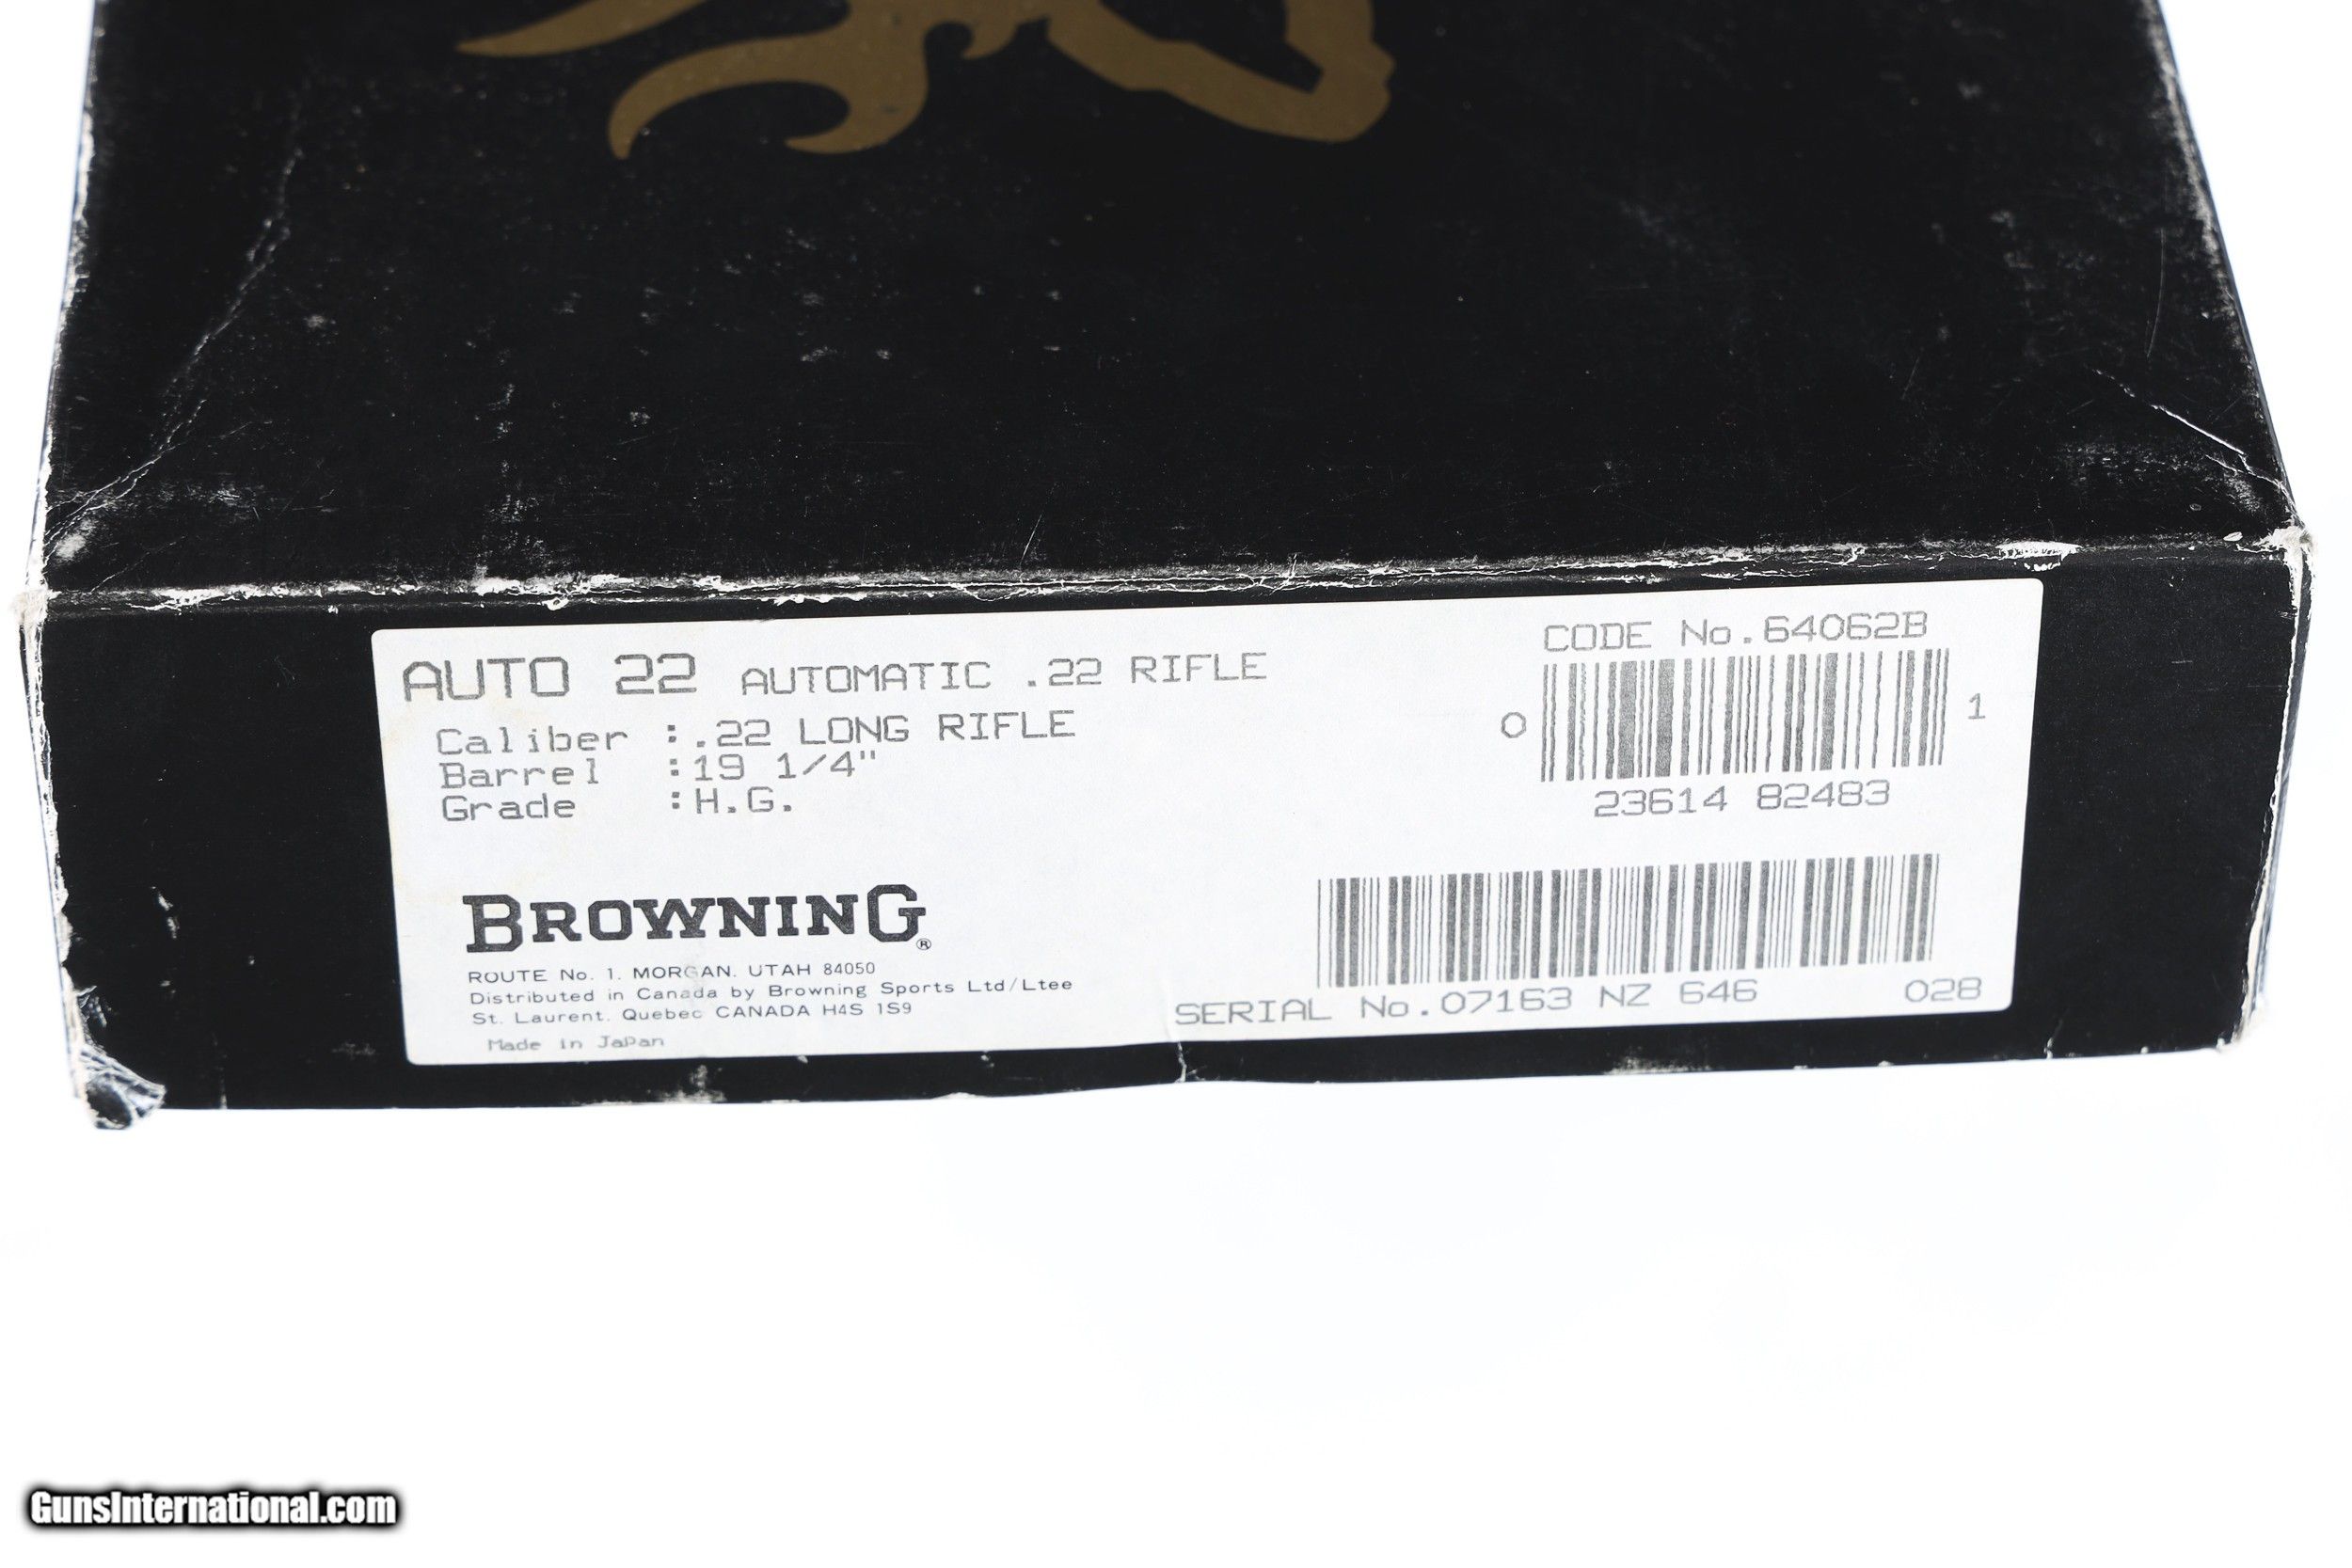 AUTO 22 AUTOMATIC .22 RIFLE
Caliber :.22 LONG RIFLE
Barrel :19 1/4"
Grade :H.G.
CODE No.64062B
0 1
23614 82483
BROWNING®
ROUTE No. 1, MORGAN, UTAH 84050
Distributed in Canada by Browning Sports Ltd/Ltee
St. Laurent, Quebec CANADA H4S 1S9
Made in Japan
SERIAL No.07163 NZ 646 028
GunsInternational.com